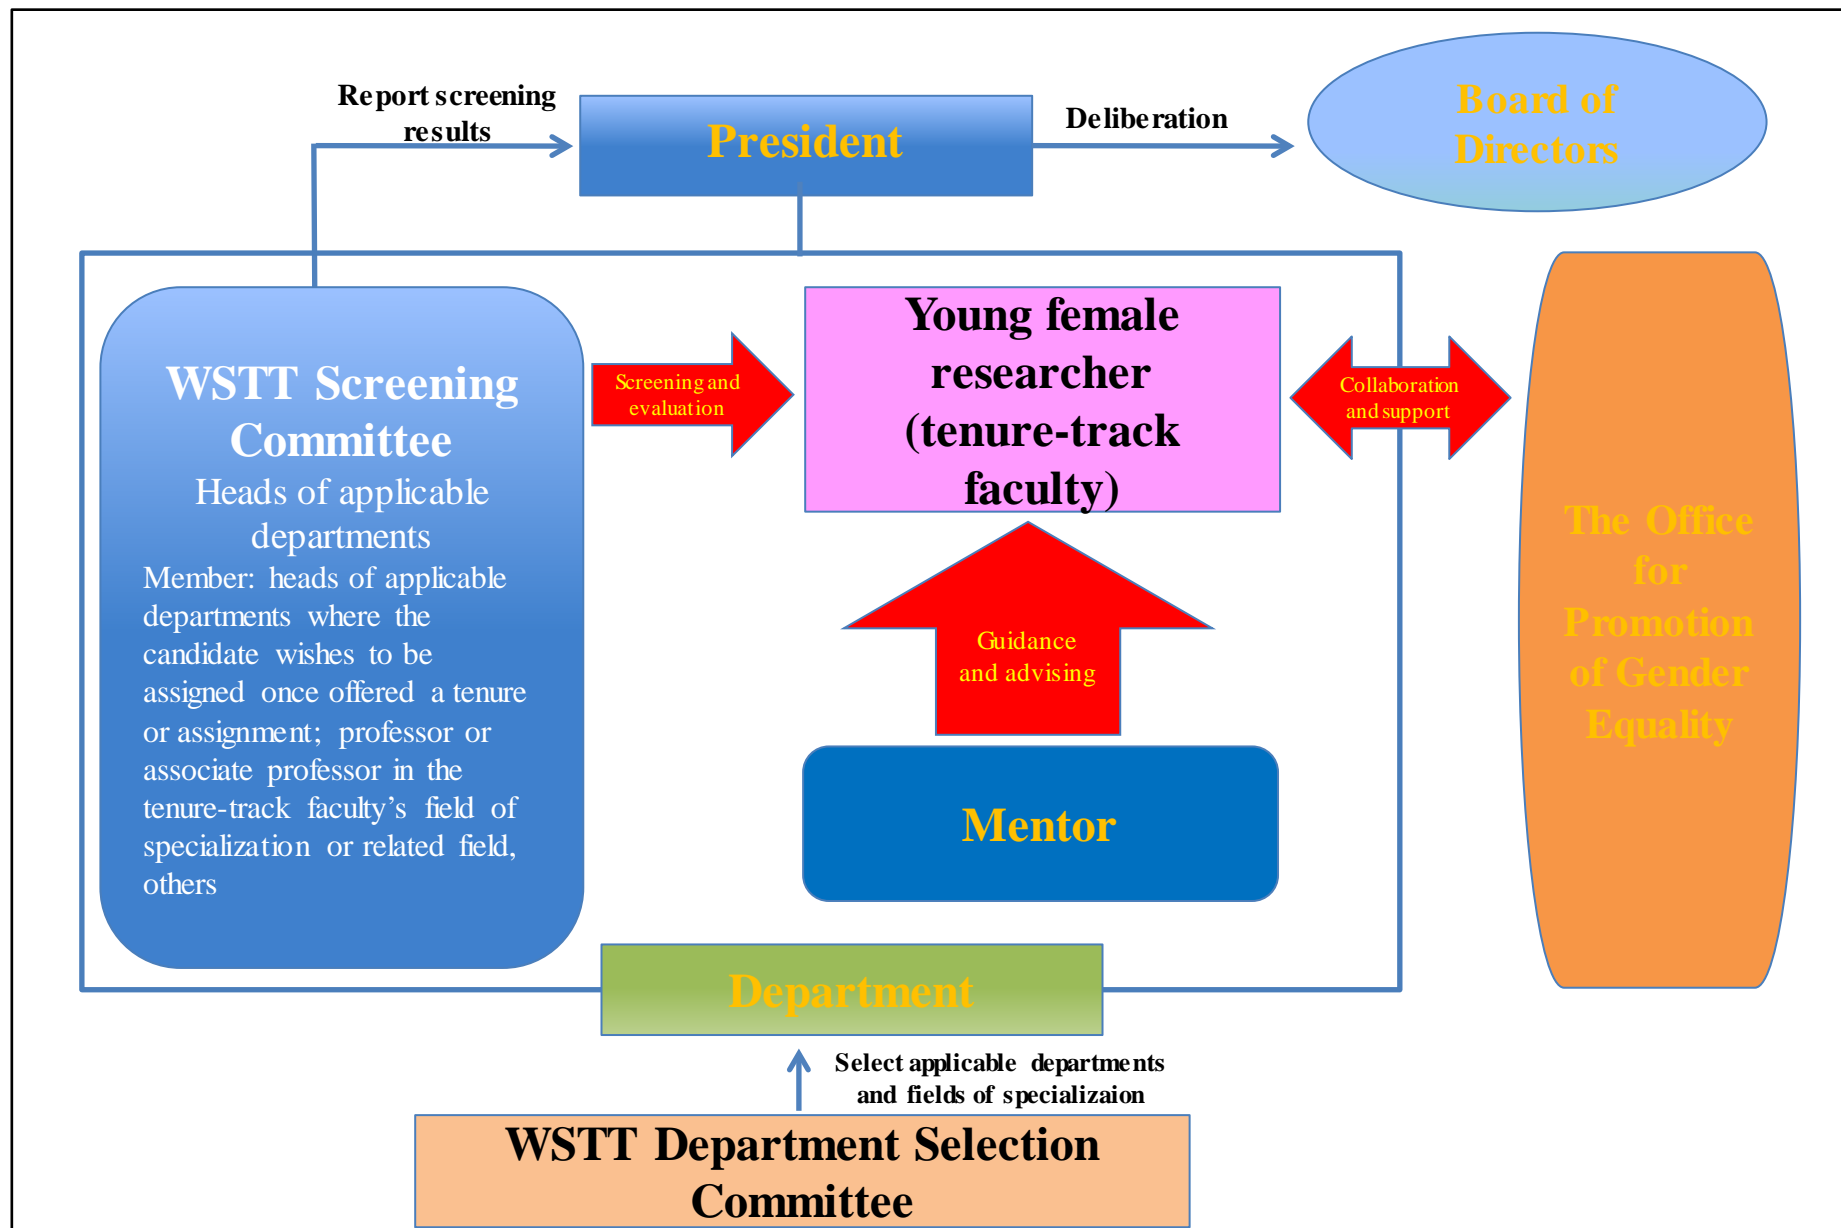 Report screening
results
President
Deliberation
Board of
Directors
WSTT Screening
Committee
Heads of applicable
departments
Member: heads of applicable
departments where the
candidate wishes to be
assigned once offered a tenure
or assignment; professor or
associate professor in the
tenure-track faculty’s field of
specialization or related field,
others
Screening and
evaluation
Young female
researcher
(tenure-track
faculty)
Collaboration
and support
The Office
for
Promotion
of Gender
Equality
Guidance
and advising
Mentor
Department
Select applicable departments
and fields of specializaion
WSTT Department Selection
Committee